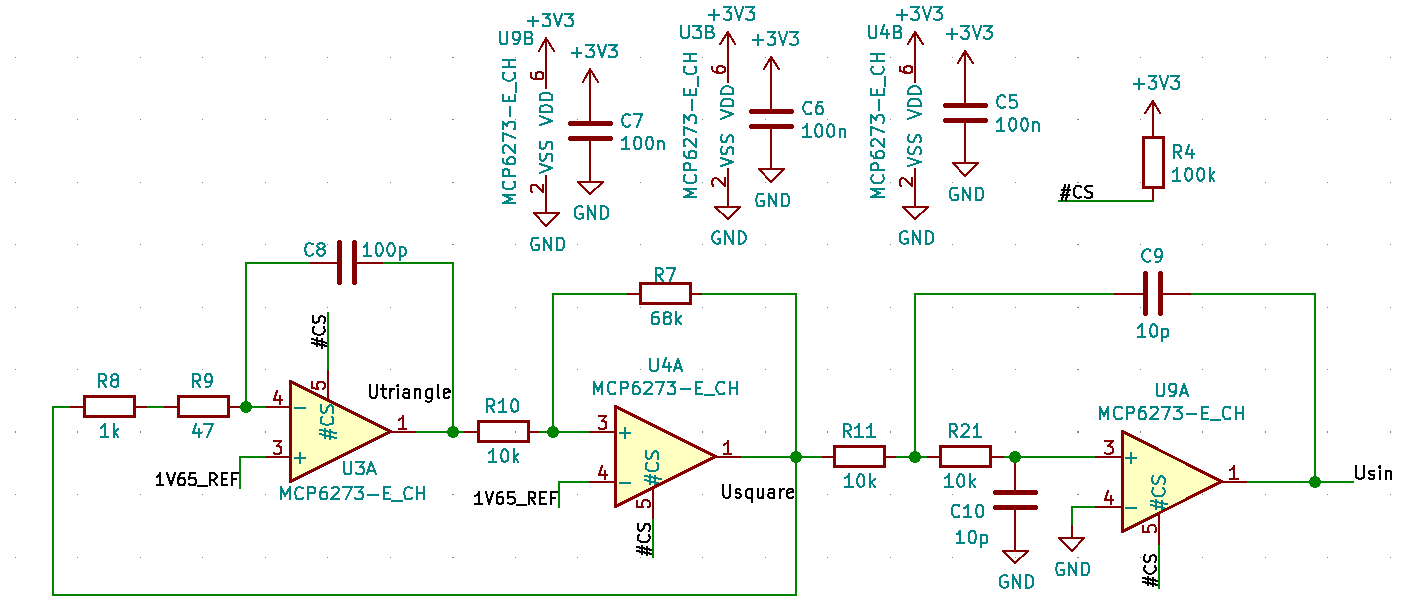 +3V3
U9B
+3V3
MCP6273-E_CH
6
VDD
VSS
2
C7
100n
GND
GND
+3V3
U3B
+3V3
MCP6273-E_CH
6
VDD
VSS
2
C6
100n
GND
GND
+3V3
U4B
+3V3
MCP6273-E_CH
6
VDD
VSS
2
C5
100n
GND
GND
+3V3
R4
100k
#CS
C8
100p
#CS
R8
1k
R9
47
4
5
#CS
3
1
1V65_REF
U3A
MCP6273-E_CH
Utriangle
R10
10k
R7
68k
U4A
MCP6273-E_CH
3
4
#CS
5
1
1V65_REF
#CS
Usquare
R11
10k
R21
10k
C10
10p
GND
C9
10p
U9A
MCP6273-E_CH
3
4
#CS
5
1
GND
#CS
Usin